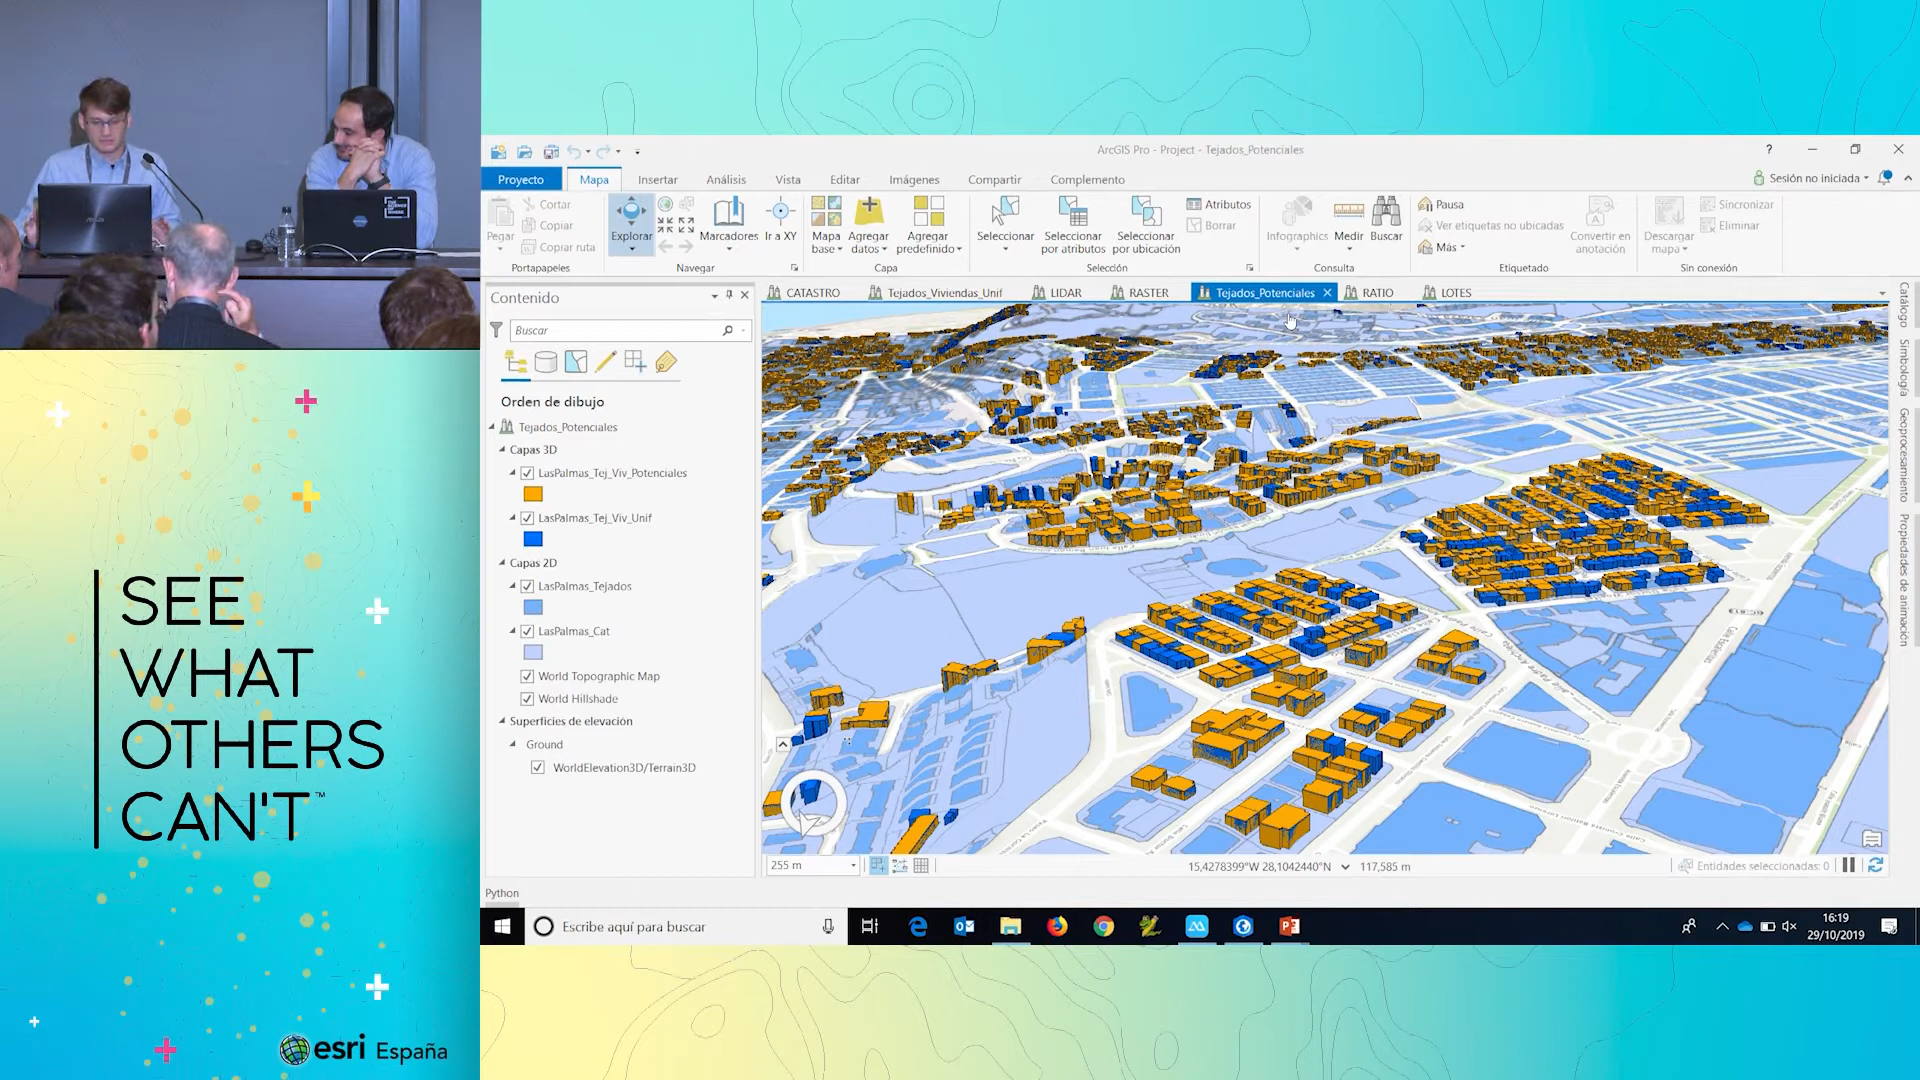 ArcGIS Pro - Project - Tejados_Potenciales
?
Proyecto
Mapa
Insertar
Análisis
Vista
Editar
Imágenes
Compartir
Complemento
Sesión no iniciada
Pegar
Cortar
Copiar
Copiar ruta
Portapapeles
Explorar
Marcadores
Ir a XY
Navegar
Mapa base
Agregar datos
Agregar predefinido
Capa
Seleccionar
Seleccionar por atributos
Seleccionar por ubicación
Atributos
Borrar
Selección
Infographics
Medir
Buscar
Consulta
Pausa
Ver etiquetas no ubicadas
Más
Convertir en anotación
Etiquetado
Descargar mapa
Sincronizar
Eliminar
Sin conexión
Contenido
Buscar
Orden de dibujo
Tejados_Potenciales
Capas 3D
LasPalmas_Tej_Viv_Potenciales
LasPalmas_Tej_Viv_Unif
Capas 2D
LasPalmas_Tejados
LasPalmas_Cat
World Topographic Map
World Hillshade
Superficies de elevación
Ground
WorldElevation3D/Terrain3D
CATASTRO
Tejados_Viviendas_Unif
LIDAR
RASTER
Tejados_Potenciales
RATIO
LOTES
Catálogo
Simbología
Geoprocesamiento
Propiedades de animación
255 m
15,4278399°W 28,1042440°N
117,585 m
Entidades seleccionadas: 0
Python
Escribe aquí para buscar
16:19
29/10/2019
SEE
WHAT
OTHERS
CAN'T™
esri España